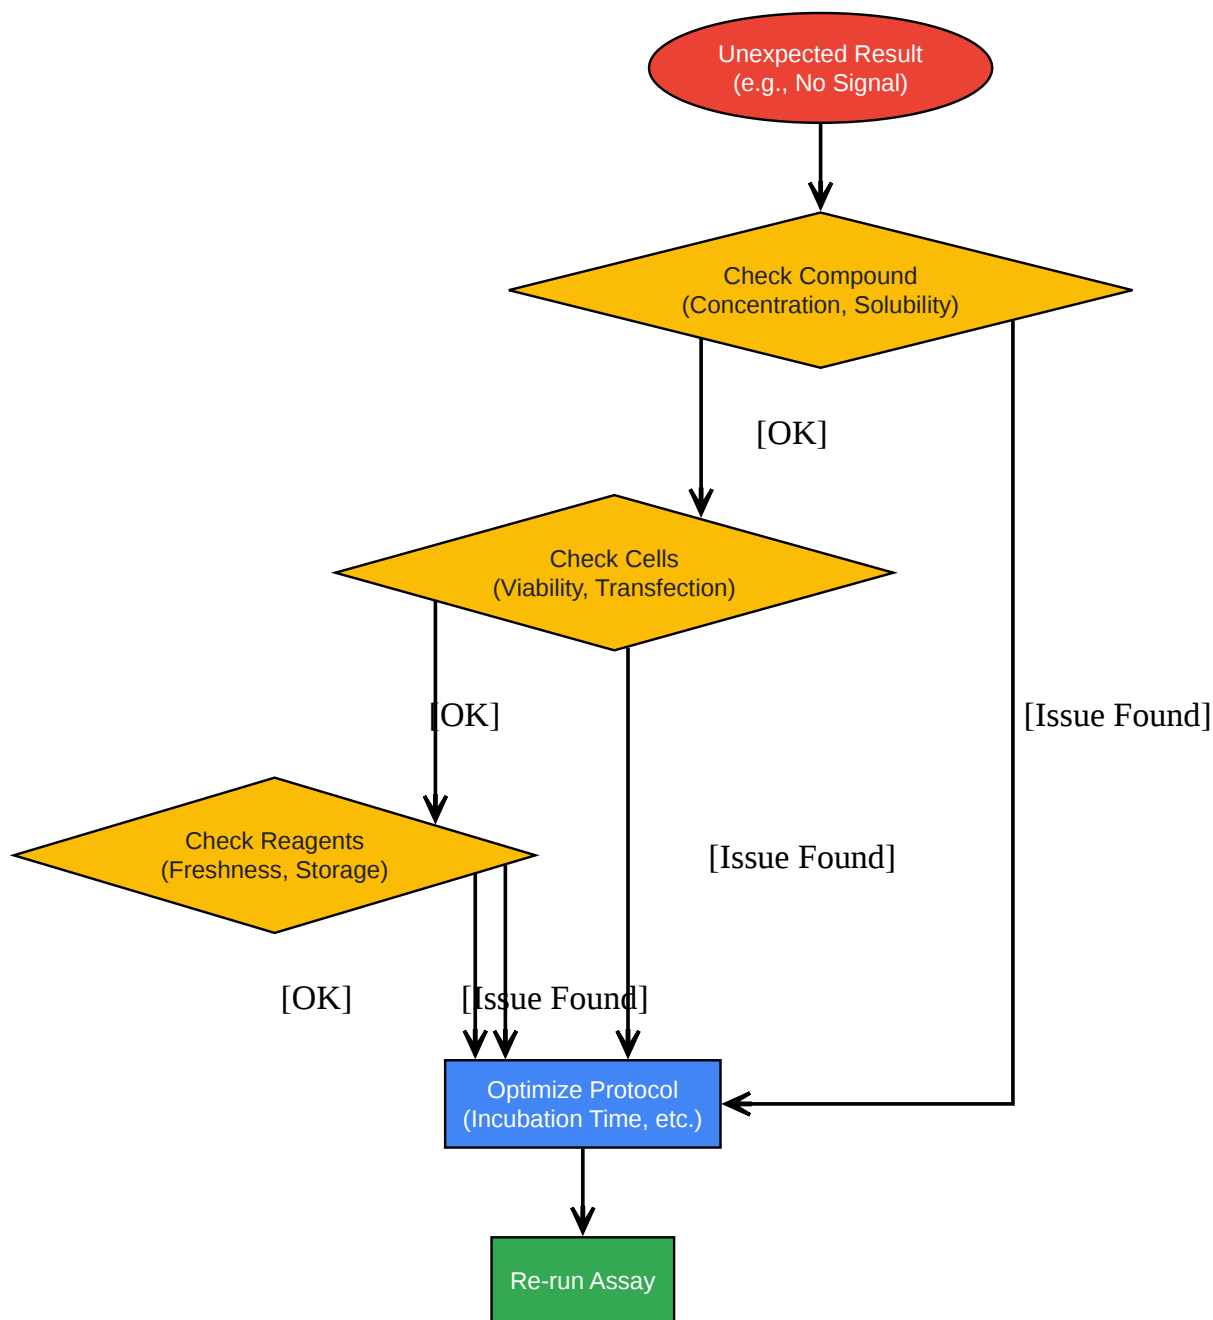 Unexpected Result
(e.g., No Signal)
Check Compound
(Concentration, Solubility)
[OK]
Check Cells
(Viability, Transfection)
[OK]
[Issue Found]
Check Reagents
(Freshness, Storage)
[Issue Found]
[OK]
[Issue Found]
Optimize Protocol
(Incubation Time, etc.)
Re-run Assay